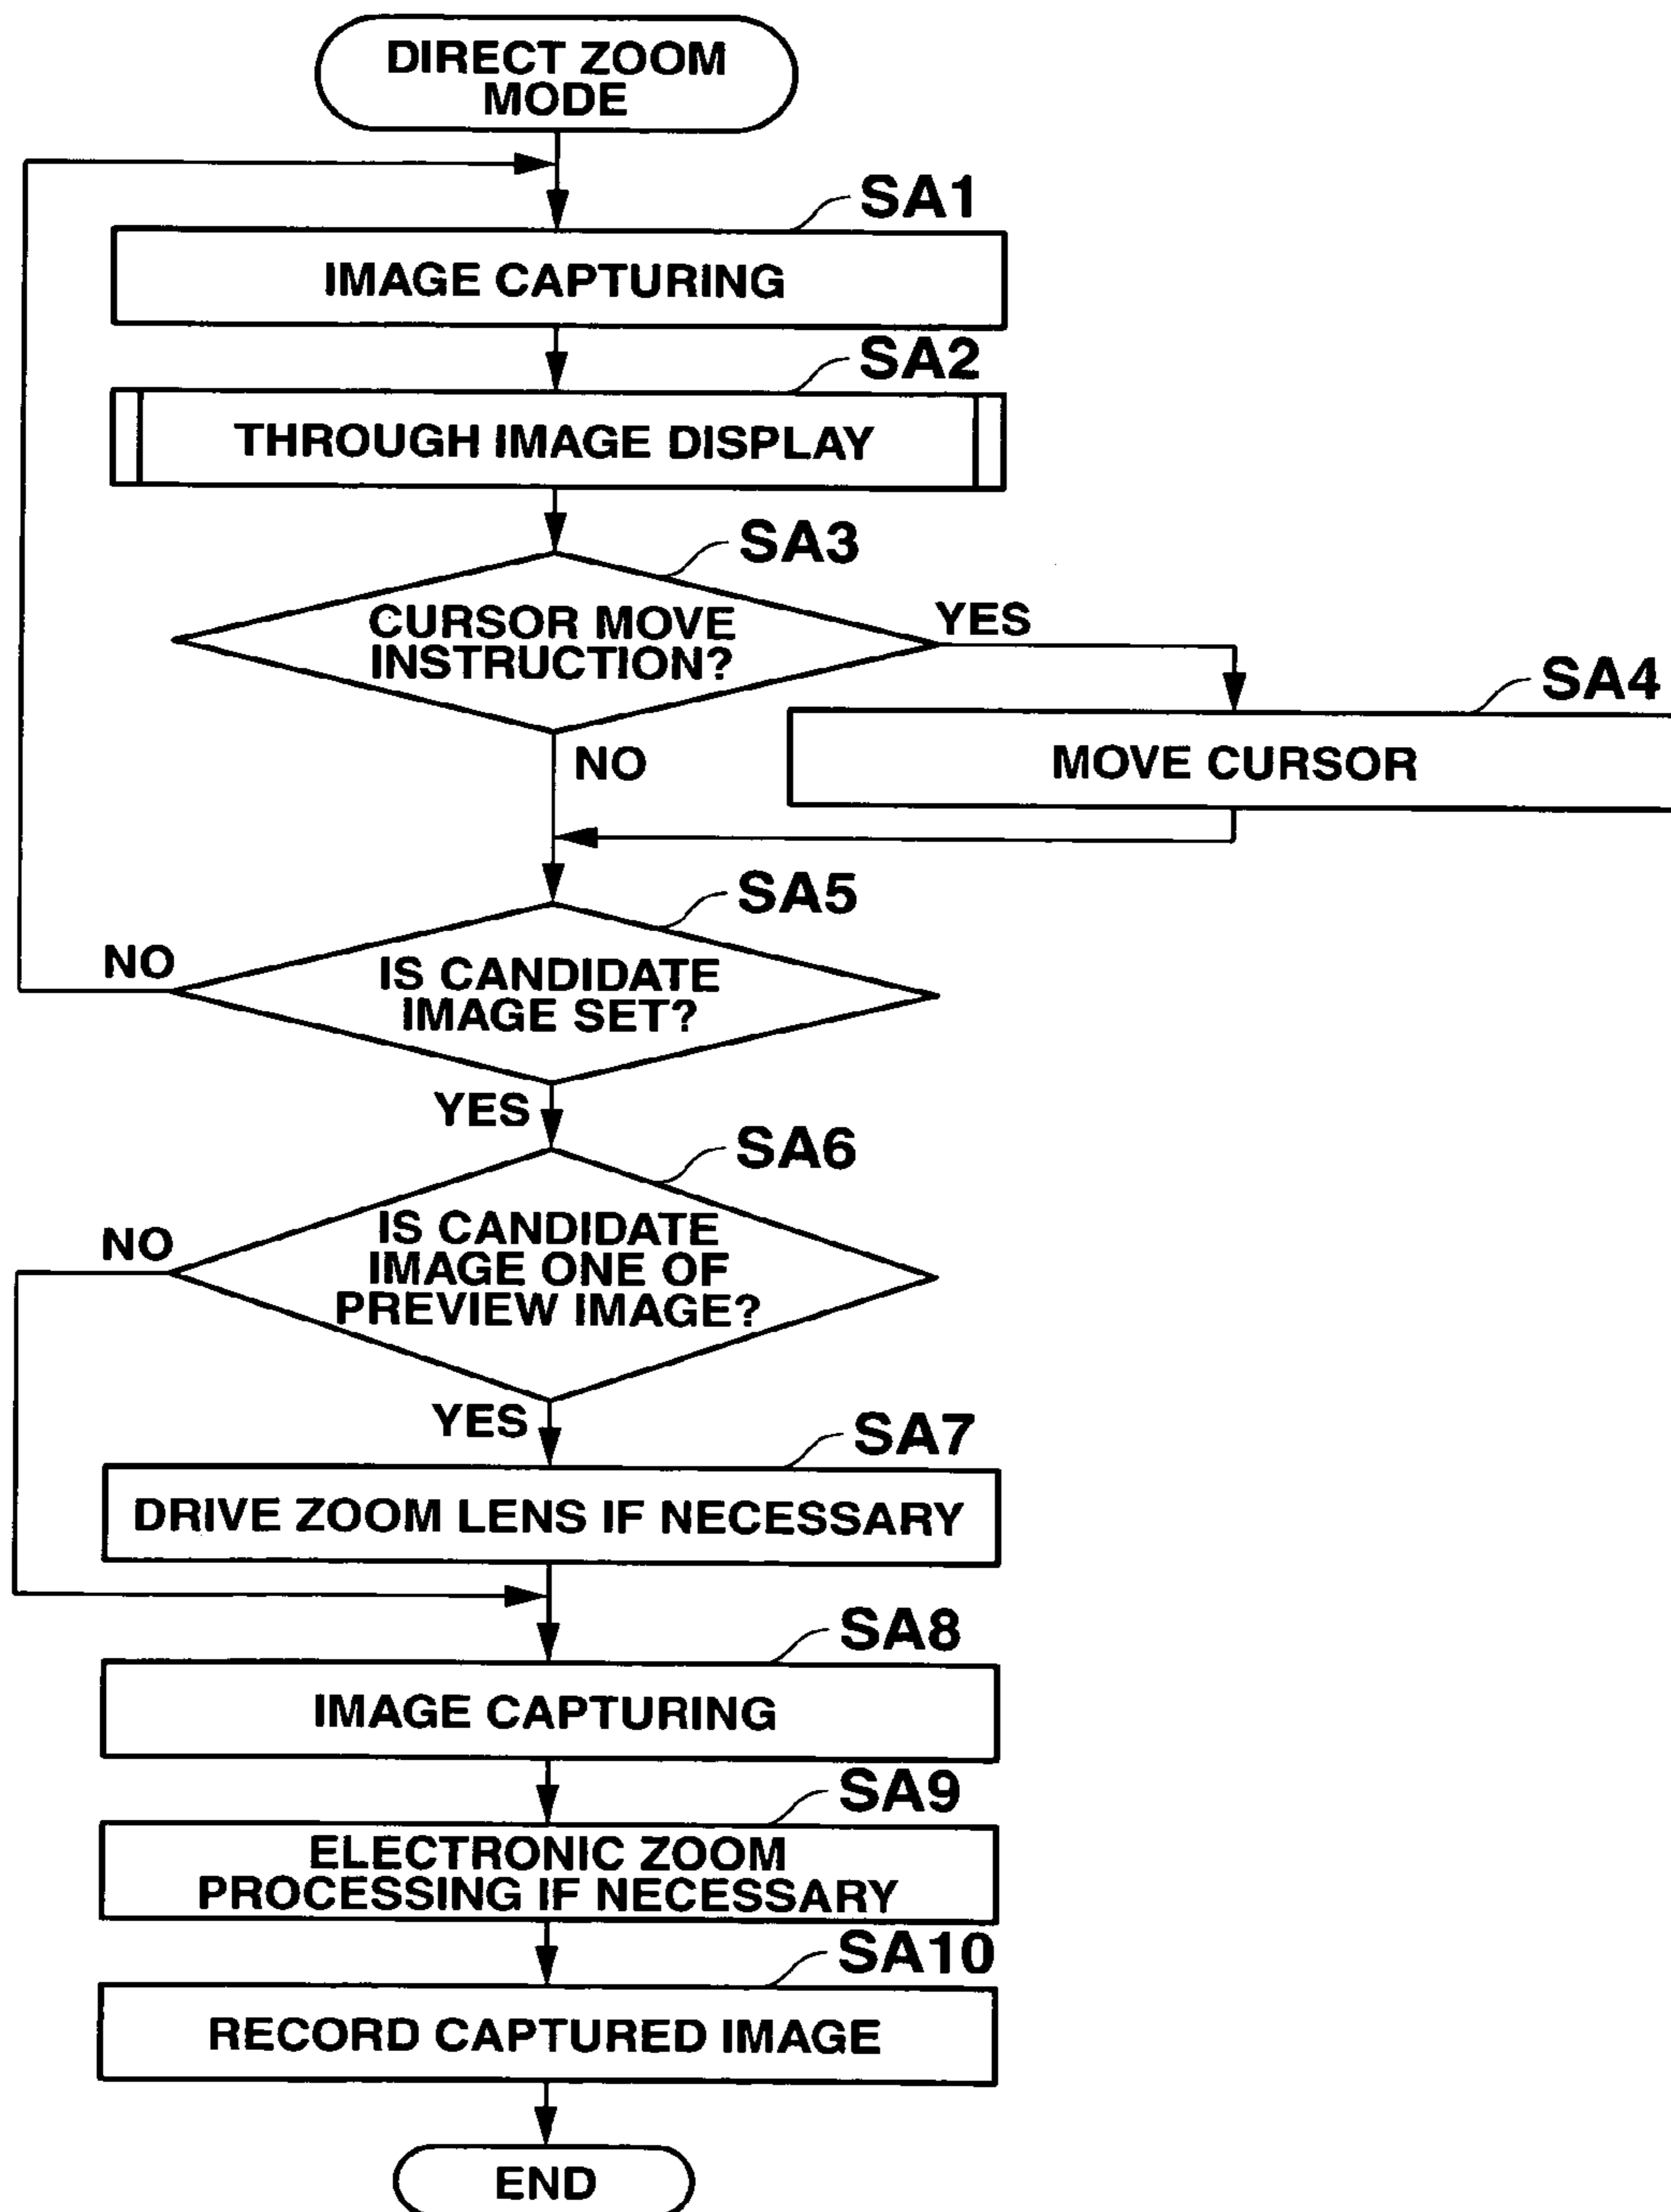 DIRECT ZOOM
MODE
SA1
IMAGE CAPTURING
SA2
THROUGH IMAGE DISPLAY
SA3
CURSOR MOVE
INSTRUCTION?
YES
NO
SA4
MOVE CURSOR
SA5
IS CANDIDATE
IMAGE SET?
NO
YES
SA6
IS CANDIDATE
IMAGE ONE OF
PREVIEW IMAGE?
NO
YES
SA7
DRIVE ZOOM LENS IF NECESSARY
SA8
IMAGE CAPTURING
SA9
ELECTRONIC ZOOM
PROCESSING IF NECESSARY
SA10
RECORD CAPTURED IMAGE
END